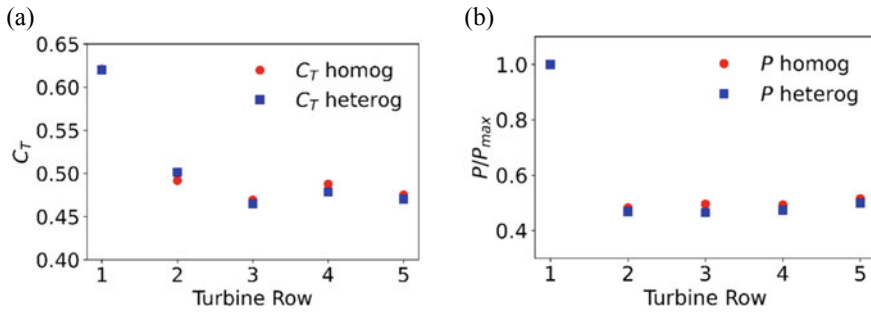 (a)
0.65
0.60
0.55
0.50
0.45
0.40
C_T
C_T homog
C_T heterog
1 2 3 4 5
Turbine Row
(b)
1.0
0.8
0.6
0.4
P/P_max
P homog
P heterog
1 2 3 4 5
Turbine Row